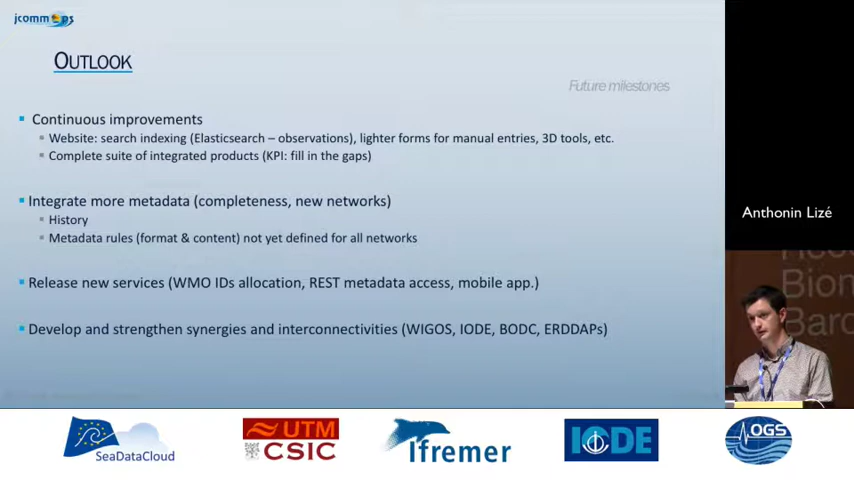 jcommops
OUTLOOK
Future milestones
▪ Continuous improvements
▪ Website: search indexing (Elasticsearch – observations), lighter forms for manual entries, 3D tools, etc.
▪ Complete suite of integrated products (KPI: fill in the gaps)
▪ Integrate more metadata (completeness, new networks)
▪ History
▪ Metadata rules (format & content) not yet defined for all networks
▪ Release new services (WMO IDs allocation, REST metadata access, mobile app.)
▪ Develop and strengthen synergies and interconnectivities (WIGOS, IODE, BODC, ERDDAPs)
Anthonin Lizé
Biom
Barc
SeaDataCloud
UTM
CSIC
Ifremer
IODE
OGS